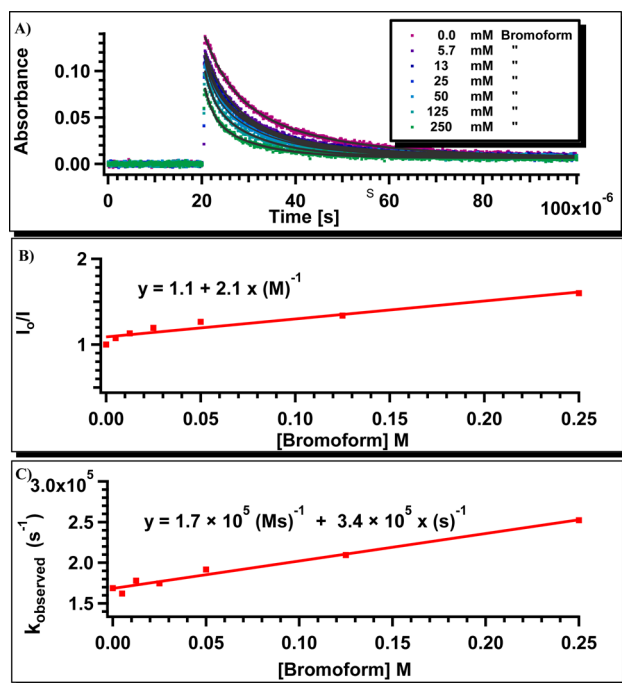 A)
0.0 mM Bromoform
5.7 mM "
13 mM "
25 mM "
50 mM "
125 mM "
250 mM "
Absorbance
0.10
0.05
0.00
0 20 40 60 80 100x10-6
S
Time [s]
B)
y = 1.1 + 2.1 x (M)-1
Io/I
2
1
0.00 0.05 0.10 0.15 0.20 0.25
[Bromoform] M
C)
3.0x105
y = 1.7 × 105 (Ms)-1 + 3.4 × 105 x (s)-1
kobserved (s-1)
2.5
2.0
1.5
0.00 0.05 0.10 0.15 0.20 0.25
[Bromoform] M